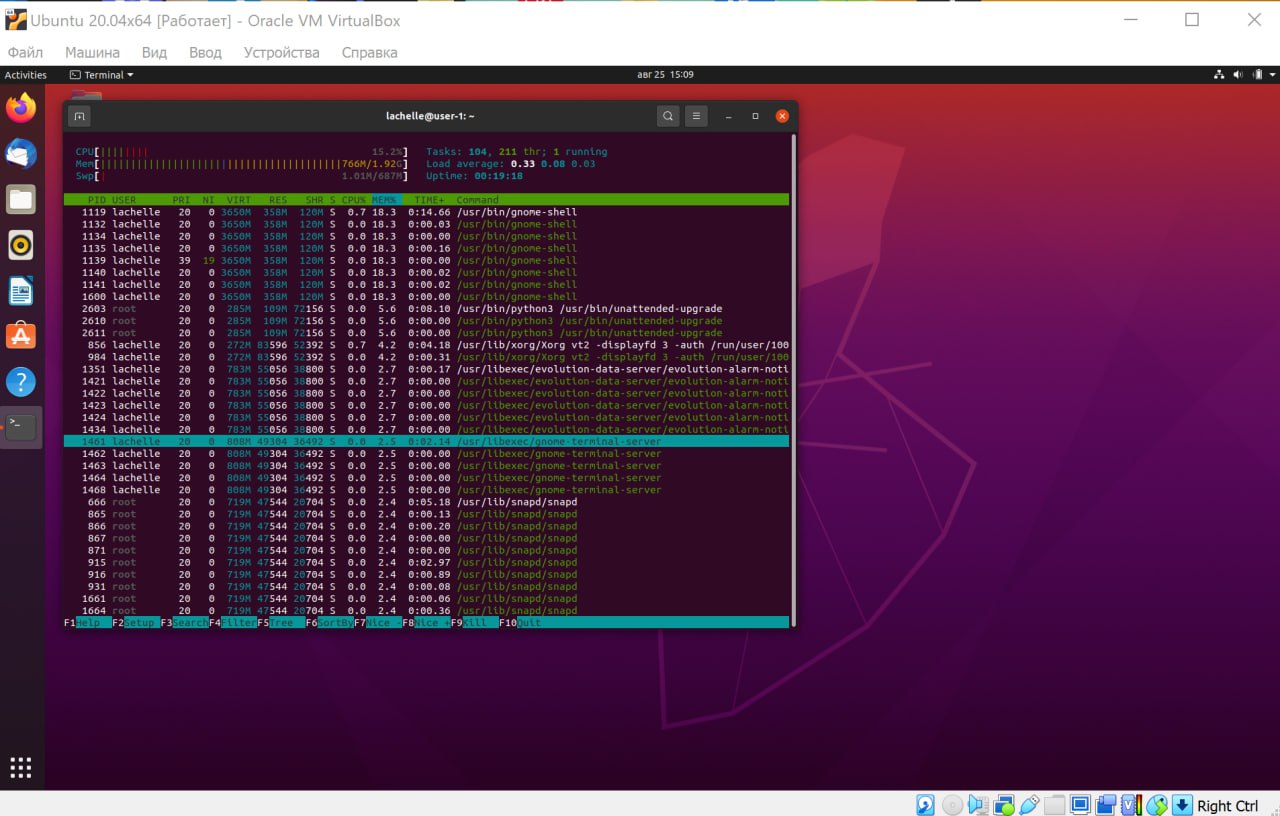 Ubuntu 20.04x64 [Работает] - Oracle VM VirtualBox
Файл Машина Вид Ввод Устройства Справка
Activities Terminal авг 25 15:09
lachelle@user-1: ~
CPU[||||||||| 15.2%] Tasks: 104, 211 thr; 1 running
Mem[|||||||||||||||||||||||||||||||||||||||766M/1.92G] Load average: 0.33 0.08 0.03
Swp[| 1.01M/687M] Uptime: 00:19:18
PID USER PRI NI VIRT RES SHR S CPU% MEM% TIME+ Command
1119 lachelle 20 0 3650M 358M 120M S 0.7 18.3 0:14.66 /usr/bin/gnome-shell
1132 lachelle 20 0 3650M 358M 120M S 0.0 18.3 0:00.03 /usr/bin/gnome-shell
1134 lachelle 20 0 3650M 358M 120M S 0.0 18.3 0:00.00 /usr/bin/gnome-shell
1135 lachelle 20 0 3650M 358M 120M S 0.0 18.3 0:00.16 /usr/bin/gnome-shell
1139 lachelle 39 19 3650M 358M 120M S 0.0 18.3 0:00.00 /usr/bin/gnome-shell
1140 lachelle 20 0 3650M 358M 120M S 0.0 18.3 0:00.02 /usr/bin/gnome-shell
1141 lachelle 20 0 3650M 358M 120M S 0.0 18.3 0:00.02 /usr/bin/gnome-shell
1600 lachelle 20 0 3650M 358M 120M S 0.0 18.3 0:00.00 /usr/bin/gnome-shell
2603 root 20 0 285M 109M 72156 S 0.0 5.6 0:08.10 /usr/bin/python3 /usr/bin/unattended-upgrade
2610 root 20 0 285M 109M 72156 S 0.0 5.6 0:00.00 /usr/bin/python3 /usr/bin/unattended-upgrade
2611 root 20 0 285M 109M 72156 S 0.0 5.6 0:00.00 /usr/bin/python3 /usr/bin/unattended-upgrade
856 lachelle 20 0 272M 83596 52392 S 0.7 4.2 0:04.18 /usr/lib/xorg/Xorg vt2 -displayfd 3 -auth /run/user/100
984 lachelle 20 0 272M 83596 52392 S 0.0 4.2 0:00.31 /usr/lib/xorg/Xorg vt2 -displayfd 3 -auth /run/user/100
1351 lachelle 20 0 783M 55056 38800 S 0.0 2.7 0:00.17 /usr/libexec/evolution-data-server/evolution-alarm-noti
1421 lachelle 20 0 783M 55056 38800 S 0.0 2.7 0:00.00 /usr/libexec/evolution-data-server/evolution-alarm-noti
1422 lachelle 20 0 783M 55056 38800 S 0.0 2.7 0:00.00 /usr/libexec/evolution-data-server/evolution-alarm-noti
1423 lachelle 20 0 783M 55056 38800 S 0.0 2.7 0:00.00 /usr/libexec/evolution-data-server/evolution-alarm-noti
1424 lachelle 20 0 783M 55056 38800 S 0.0 2.7 0:00.00 /usr/libexec/evolution-data-server/evolution-alarm-noti
1434 lachelle 20 0 783M 55056 38800 S 0.0 2.7 0:00.00 /usr/libexec/evolution-data-server/evolution-alarm-noti
1461 lachelle 20 0 808M 49304 36492 S 0.0 2.5 0:02.14 /usr/libexec/gnome-terminal-server
1462 lachelle 20 0 808M 49304 36492 S 0.0 2.5 0:00.00 /usr/libexec/gnome-terminal-server
1463 lachelle 20 0 808M 49304 36492 S 0.0 2.5 0:00.00 /usr/libexec/gnome-terminal-server
1464 lachelle 20 0 808M 49304 36492 S 0.0 2.5 0:00.00 /usr/libexec/gnome-terminal-server
1468 lachelle 20 0 808M 49304 36492 S 0.0 2.5 0:00.00 /usr/libexec/gnome-terminal-server
666 root 20 0 719M 47544 20704 S 0.0 2.4 0:05.18 /usr/lib/snapd/snapd
865 root 20 0 719M 47544 20704 S 0.0 2.4 0:00.13 /usr/lib/snapd/snapd
866 root 20 0 719M 47544 20704 S 0.0 2.4 0:00.20 /usr/lib/snapd/snapd
867 root 20 0 719M 47544 20704 S 0.0 2.4 0:00.00 /usr/lib/snapd/snapd
871 root 20 0 719M 47544 20704 S 0.0 2.4 0:00.00 /usr/lib/snapd/snapd
915 root 20 0 719M 47544 20704 S 0.0 2.4 0:02.97 /usr/lib/snapd/snapd
916 root 20 0 719M 47544 20704 S 0.0 2.4 0:00.89 /usr/lib/snapd/snapd
931 root 20 0 719M 47544 20704 S 0.0 2.4 0:00.08 /usr/lib/snapd/snapd
1661 root 20 0 719M 47544 20704 S 0.0 2.4 0:00.06 /usr/lib/snapd/snapd
1664 root 20 0 719M 47544 20704 S 0.0 2.4 0:00.36 /usr/lib/snapd/snapd
F1Help F2Setup F3SearchF4FilterF5Tree F6SortByF7Nice -F8Nice +F9Kill F10Quit
Right Ctrl